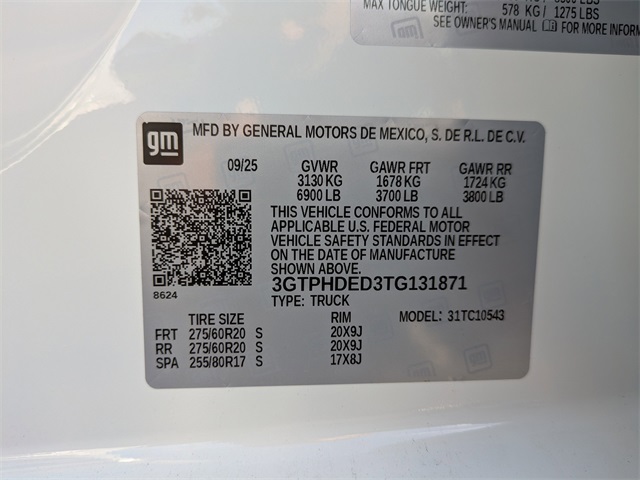 MAX TONGUE WEIGHT: 578 KG / 1275 LBS
SEE OWNER'S MANUAL FOR MORE INFORM
gm
MFD BY GENERAL MOTORS DE MEXICO, S. DE R.L. DE C.V.
09/25 GVWR GAWR FRT GAWR RR
3130 KG 1678 KG 1724 KG
6900 LB 3700 LB 3800 LB
THIS VEHICLE CONFORMS TO ALL
APPLICABLE U.S. FEDERAL MOTOR
VEHICLE SAFETY STANDARDS IN EFFECT
ON THE DATE OF MANUFACTURE
SHOWN ABOVE.
3GTPHDED3TG131871
8624
TYPE: TRUCK
TIRE SIZE RIM MODEL: 31TC10543
FRT 275/60R20 S 20X9J
RR 275/60R20 S 20X9J
SPA 255/80R17 S 17X8J